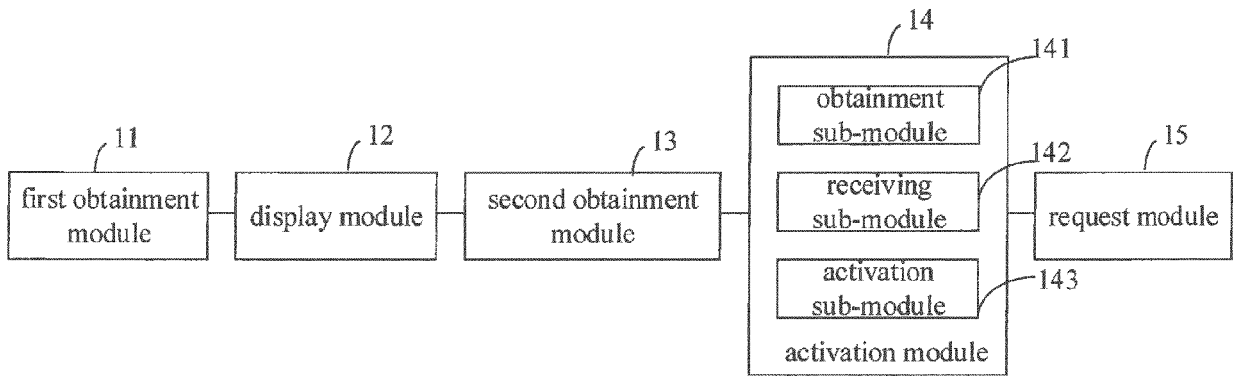 11
first obtainment
module
12
display module
13
second obtainment
module
14
141
obtainment
sub-module
142
receiving
sub-module
143
activation
sub-module
activation module
15
request module